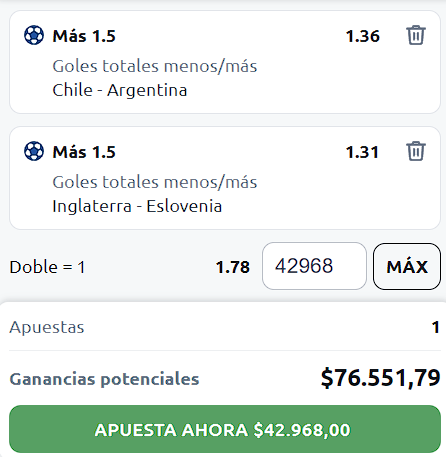 Más 1.5 1.36
Goles totales menos/más
Chile - Argentina
Más 1.5 1.31
Goles totales menos/más
Inglaterra - Eslovenia
Doble = 1 1.78 42968 MÁX
Apuestas 1
Ganancias potenciales $76.551,79
APUESTA AHORA $42.968,00